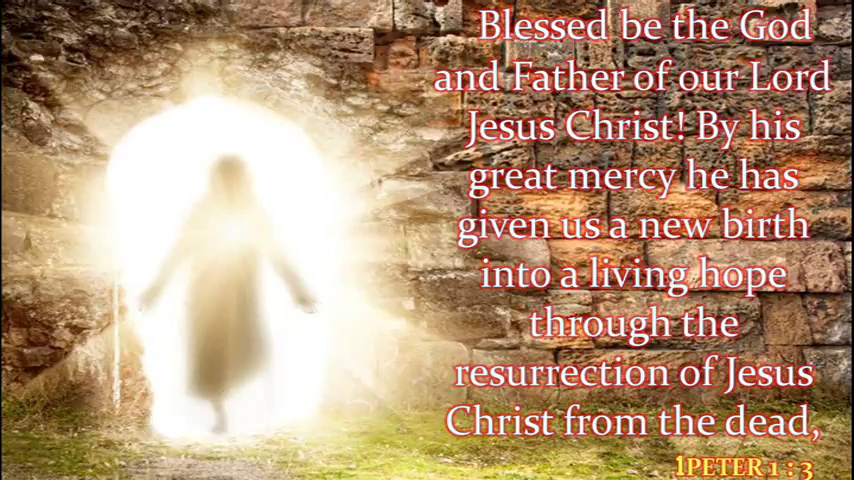 Blessed be the God
and Father of our Lord
Jesus Christ! By his
great mercy he has
given us a new birth
into a living hope
through the
resurrection of Jesus
Christ from the dead,
1PETER 1 : 3